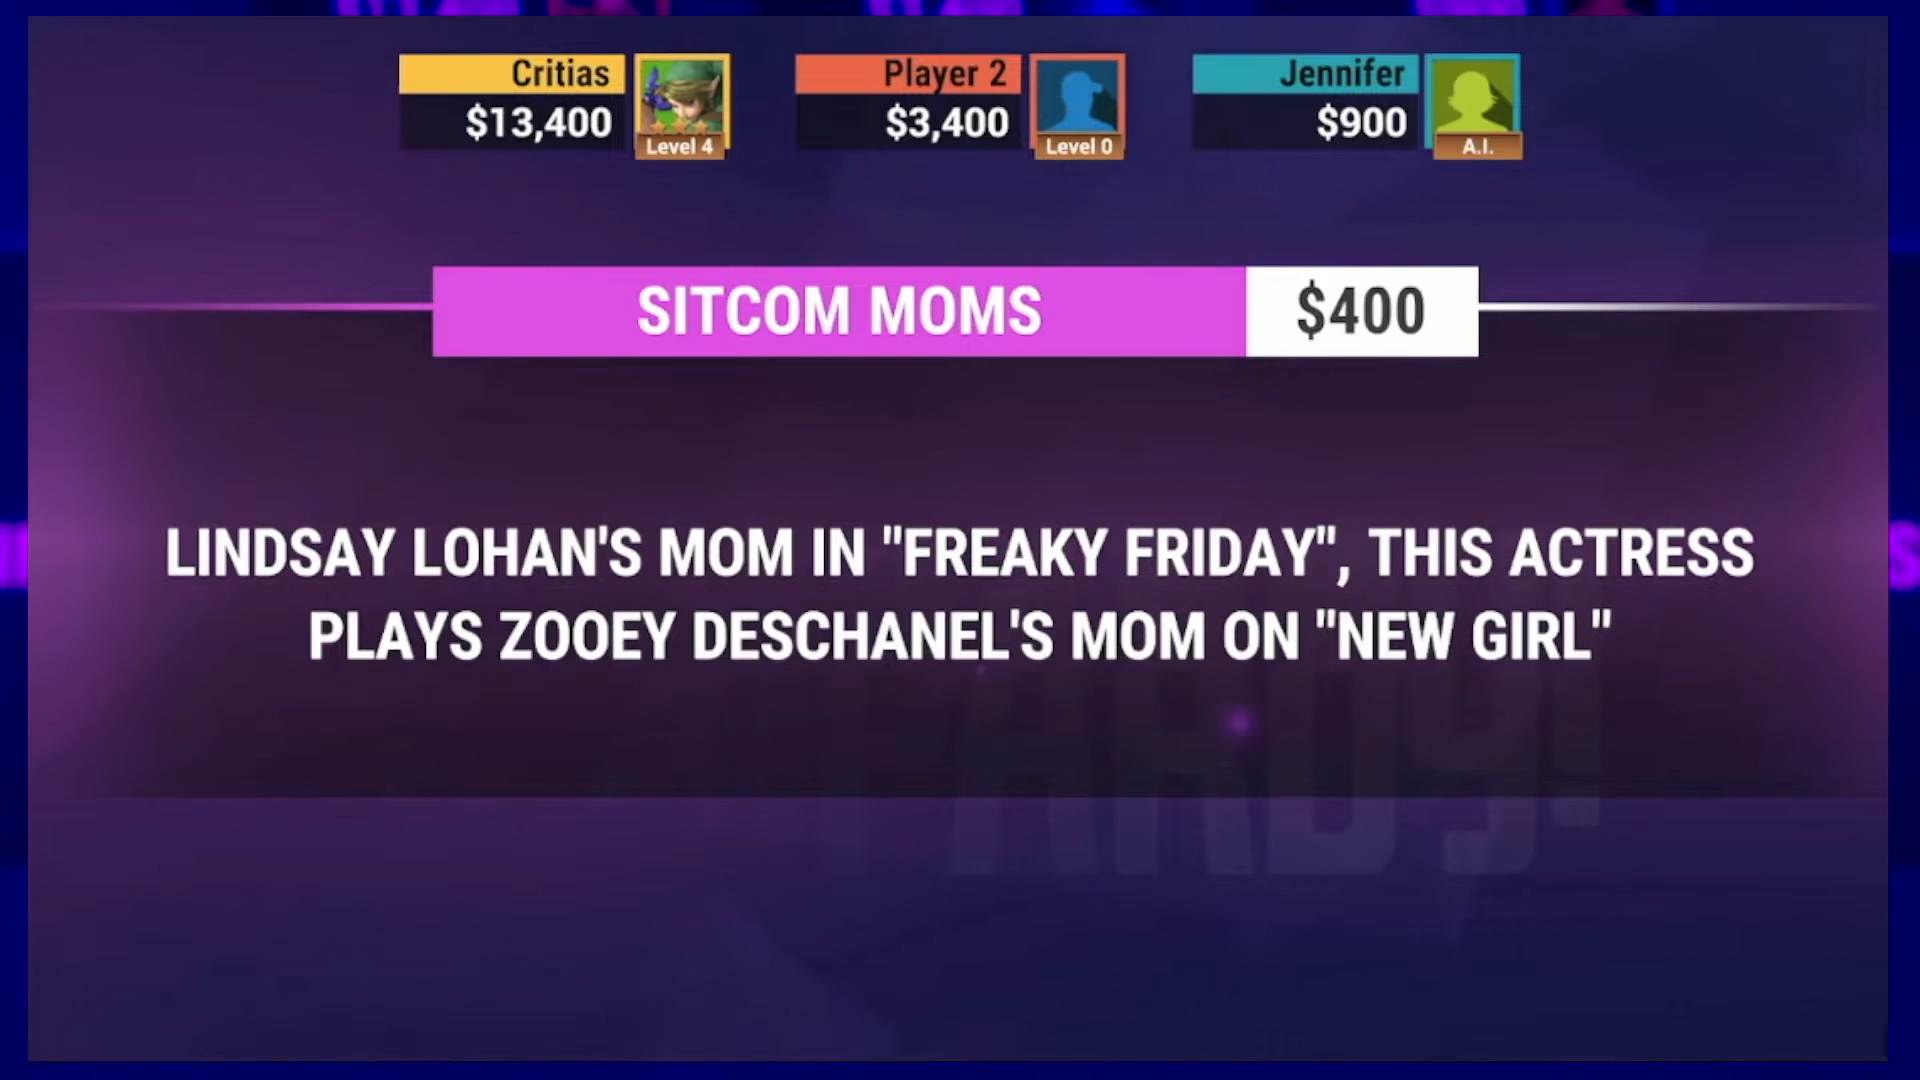 Critias
$13,400
Level 4
Player 2
$3,400
Level 0
Jennifer
$900
A.I.
SITCOM MOMS
$400
LINDSAY LOHAN'S MOM IN "FREAKY FRIDAY", THIS ACTRESS
PLAYS ZOOEY DESCHANEL'S MOM ON "NEW GIRL"